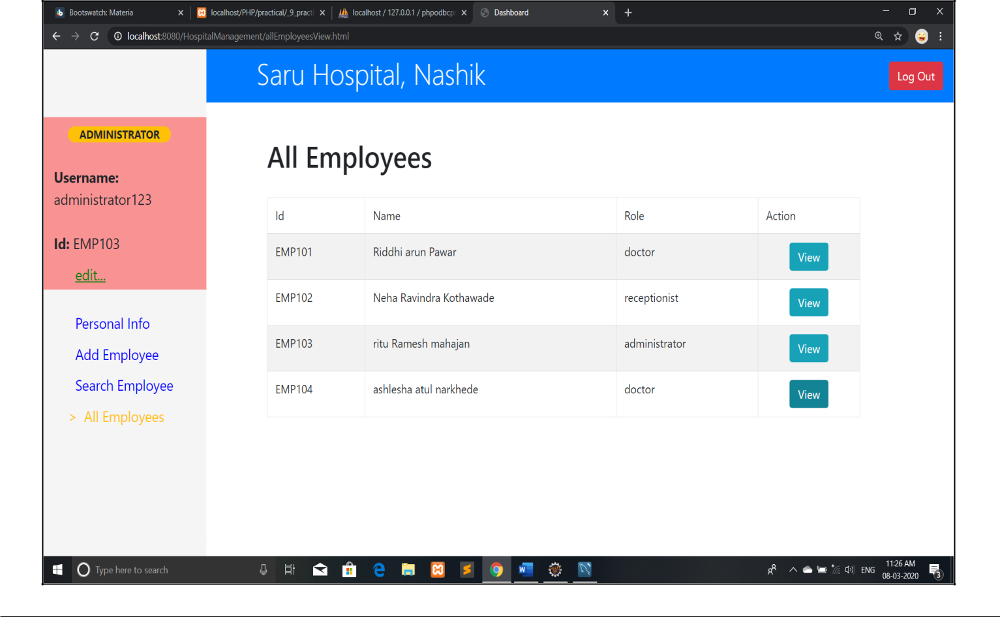 Bootswatch: Materia
localhost/PHP/practical/_9_practi
localhost / 127.0.0.1 / phpodbcpr
Dashboard
localhost:8080/HospitalManagement/allEmployeesView.html
Saru Hospital, Nashik
Log Out
ADMINISTRATOR
Username:
administrator123
Id: EMP103
edit...
Personal Info
Add Employee
Search Employee
> All Employees
All Employees
Id Name Role Action
EMP101 Riddhi arun Pawar doctor View
EMP102 Neha Ravindra Kothawade receptionist View
EMP103 ritu Ramesh mahajan administrator View
EMP104 ashlesha atul narkhede doctor View
Type here to search
ENG
11:26 AM
08-03-2020
3